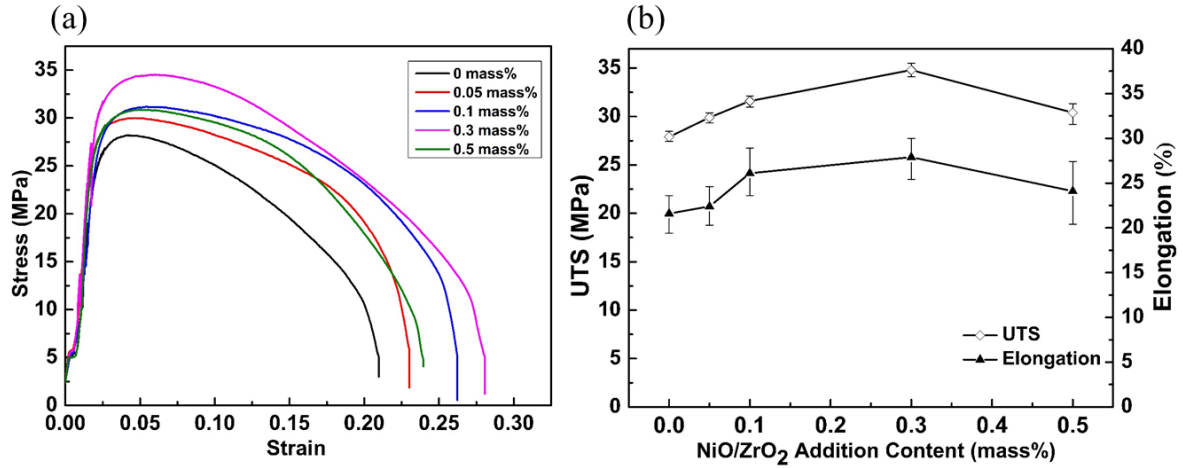 (a)
35
30
25
20
15
10
5
0
Stress (MPa)
0 mass%
0.05 mass%
0.1 mass%
0.3 mass%
0.5 mass%
0.00 0.05 0.10 0.15 0.20 0.25 0.30
Strain
(b)
35
30
25
20
15
10
5
0
UTS (MPa)
UTS
Elongation
40
35
30
25
20
15
10
5
0
Elongation (%)
0.0 0.1 0.2 0.3 0.4 0.5
NiO/ZrO₂ Addition Content (mass%)